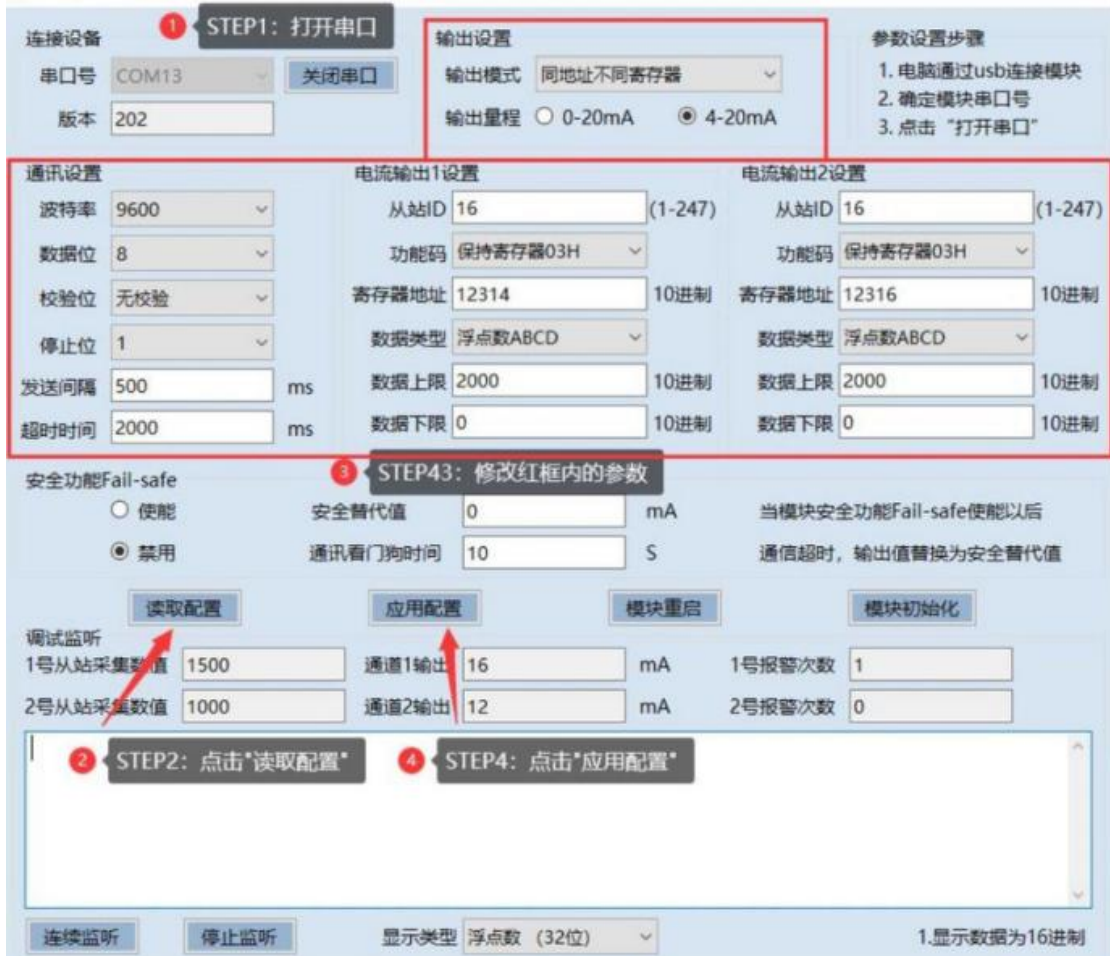 1 STEP1：打开串口
连接设备
串口号 COM13 关闭串口
版本 202
输出设置
输出模式 同地址不同寄存器
输出量程 0-20mA 4-20mA
参数设置步骤
1. 电脑通过usb连接模块
2. 确定模块串口号
3. 点击“打开串口”
通讯设置
波特率 9600
数据位 8
校验位 无校验
停止位 1
发送间隔 500 ms
超时时间 2000 ms
电流输出1设置
从站ID 16 (1-247)
功能码 保持寄存器03H
寄存器地址 12314 10进制
数据类型 浮点数ABCD
数据上限 2000 10进制
数据下限 0 10进制
电流输出2设置
从站ID 16 (1-247)
功能码 保持寄存器03H
寄存器地址 12316 10进制
数据类型 浮点数ABCD
数据上限 2000 10进制
数据下限 0 10进制
3 STEP43：修改红框内的参数
安全功能Fail-safe
使能 安全替代值 0 mA 当模块安全功能Fail-safe使能以后
禁用 通讯看门狗时间 10 S 通信超时，输出值替换为安全替代值
读取配置 应用配置 模块重启 模块初始化
调试监听
1号从站采集数值 1500 通道1输出 16 mA 1号报警次数 1
2号从站采集数值 1000 通道2输出 12 mA 2号报警次数 0
2 STEP2：点击"读取配置" 4 STEP4：点击"应用配置"
连续监听 停止监听 显示类型 浮点数 (32位) 1.显示数据为16进制